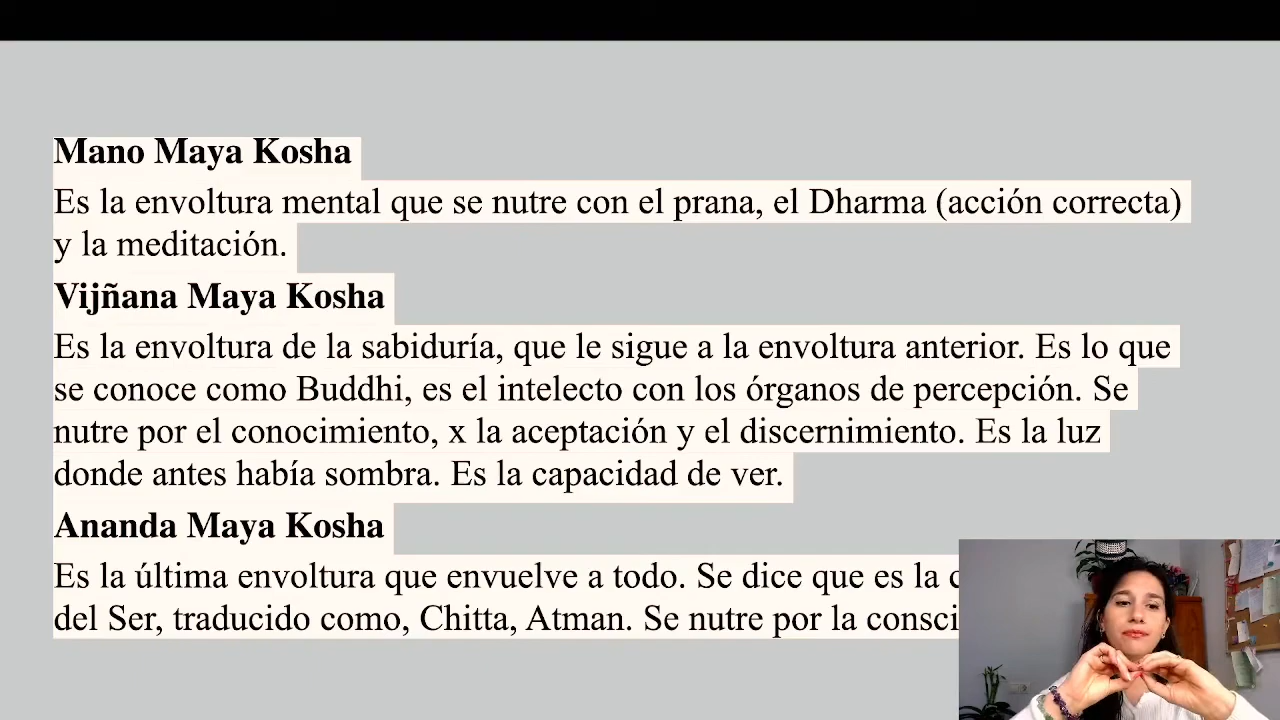 Mano Maya Kosha
Es la envoltura mental que se nutre con el prana, el Dharma (acción correcta)
y la meditación.
Vijñana Maya Kosha
Es la envoltura de la sabiduría, que le sigue a la envoltura anterior. Es lo que
se conoce como Buddhi, es el intelecto con los órganos de percepción. Se
nutre por el conocimiento, x la aceptación y el discernimiento. Es la luz
donde antes había sombra. Es la capacidad de ver.
Ananda Maya Kosha
Es la última envoltura que envuelve a todo. Se dice que es la
del Ser, traducido como, Chitta, Atman. Se nutre por la